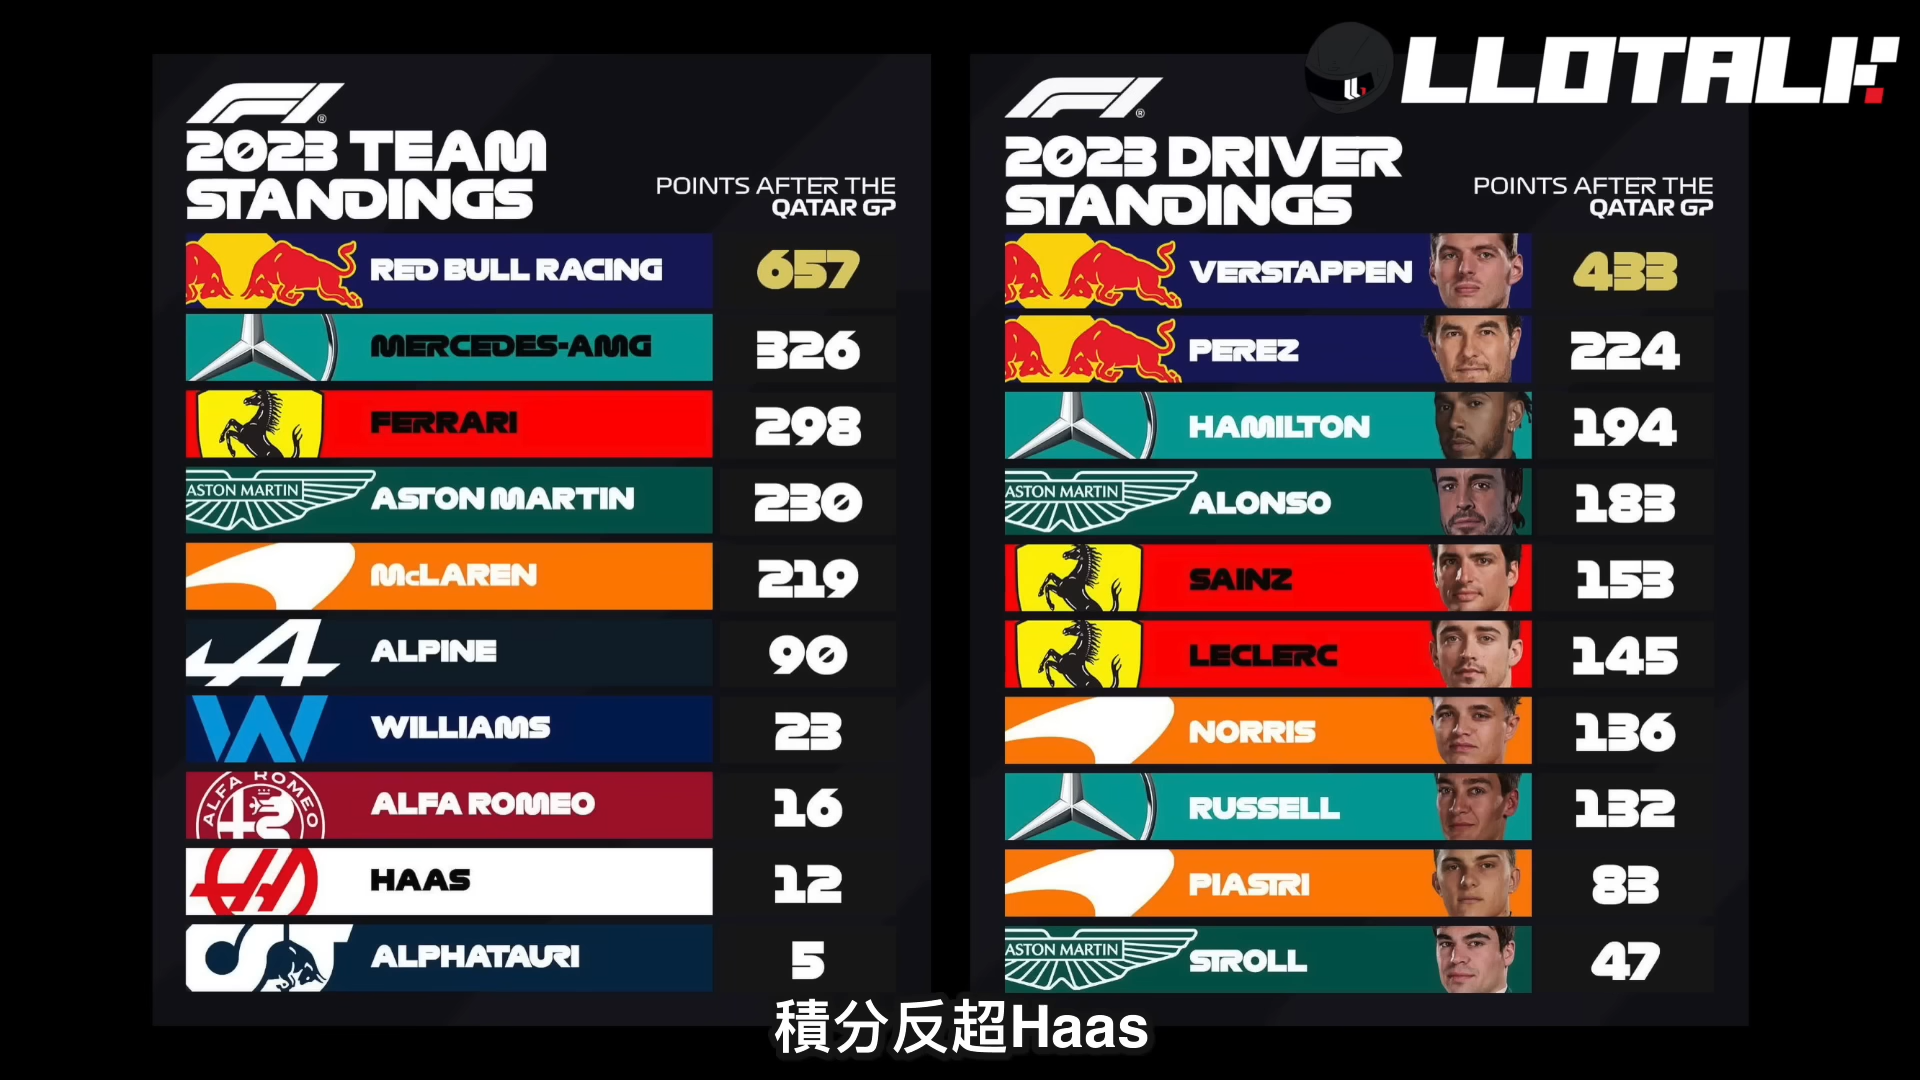 LLOTALK
F1®
2023 TEAM
STANDINGS
POINTS AFTER THE
QATAR GP
RED BULL RACING 657
MERCEDES-AMG 326
FERRARI 298
ASTON MARTIN ASTON MARTIN 230
McLAREN 219
ALPINE 90
WILLIAMS 23
ALFA ROMEO ALFA ROMEO 16
HAAS 12
ALPHATAURI 5
F1®
2023 DRIVER
STANDINGS
POINTS AFTER THE
QATAR GP
VERSTAPPEN 433
PEREZ 224
HAMILTON 194
ASTON MARTIN ALONSO 183
SAINZ 153
LECLERC 145
NORRIS 136
RUSSELL 132
PIASTRI 83
ASTON MARTIN STROLL 47
積分反超Haas